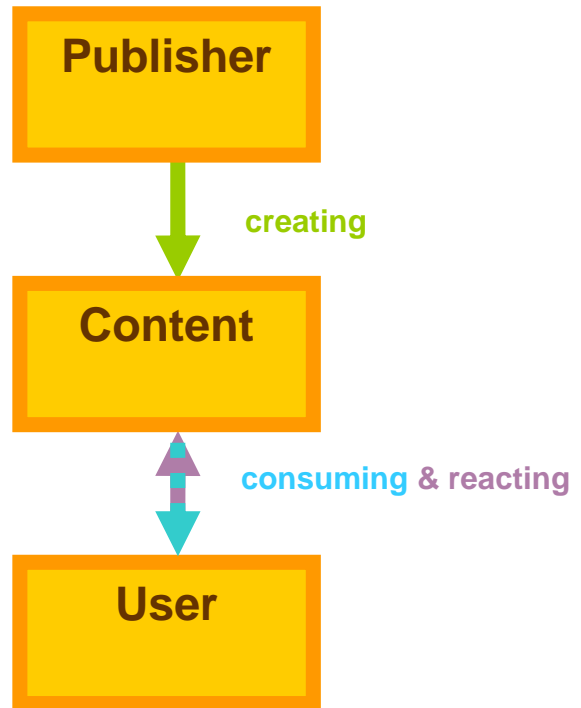 Publisher
creating
Content
consuming & reacting
User